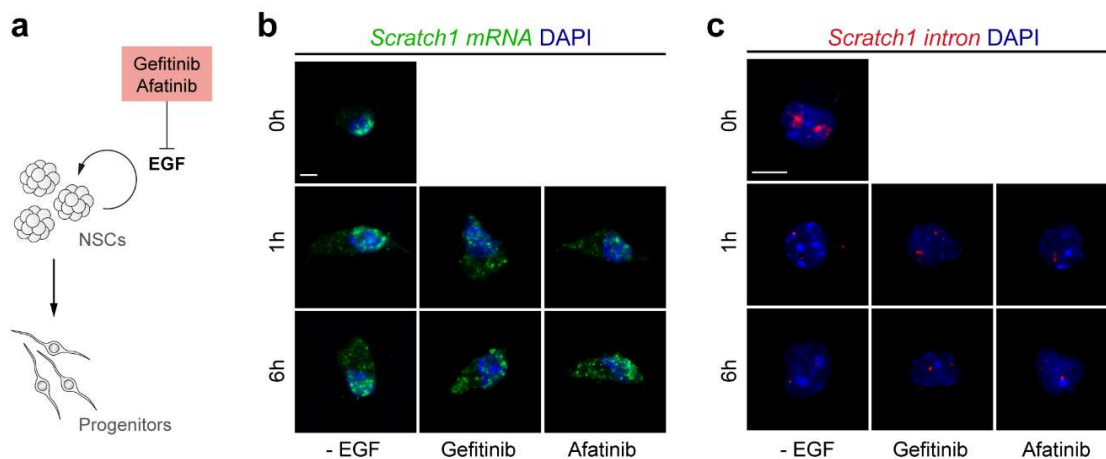 a
Gefitinib
Afatinib
EGF
NSCs
Progenitors
b
Scratch1 mRNA DAPI
0h
1h
6h
- EGF Gefitinib Afatinib
c
Scratch1 intron DAPI
0h
1h
6h
- EGF Gefitinib Afatinib